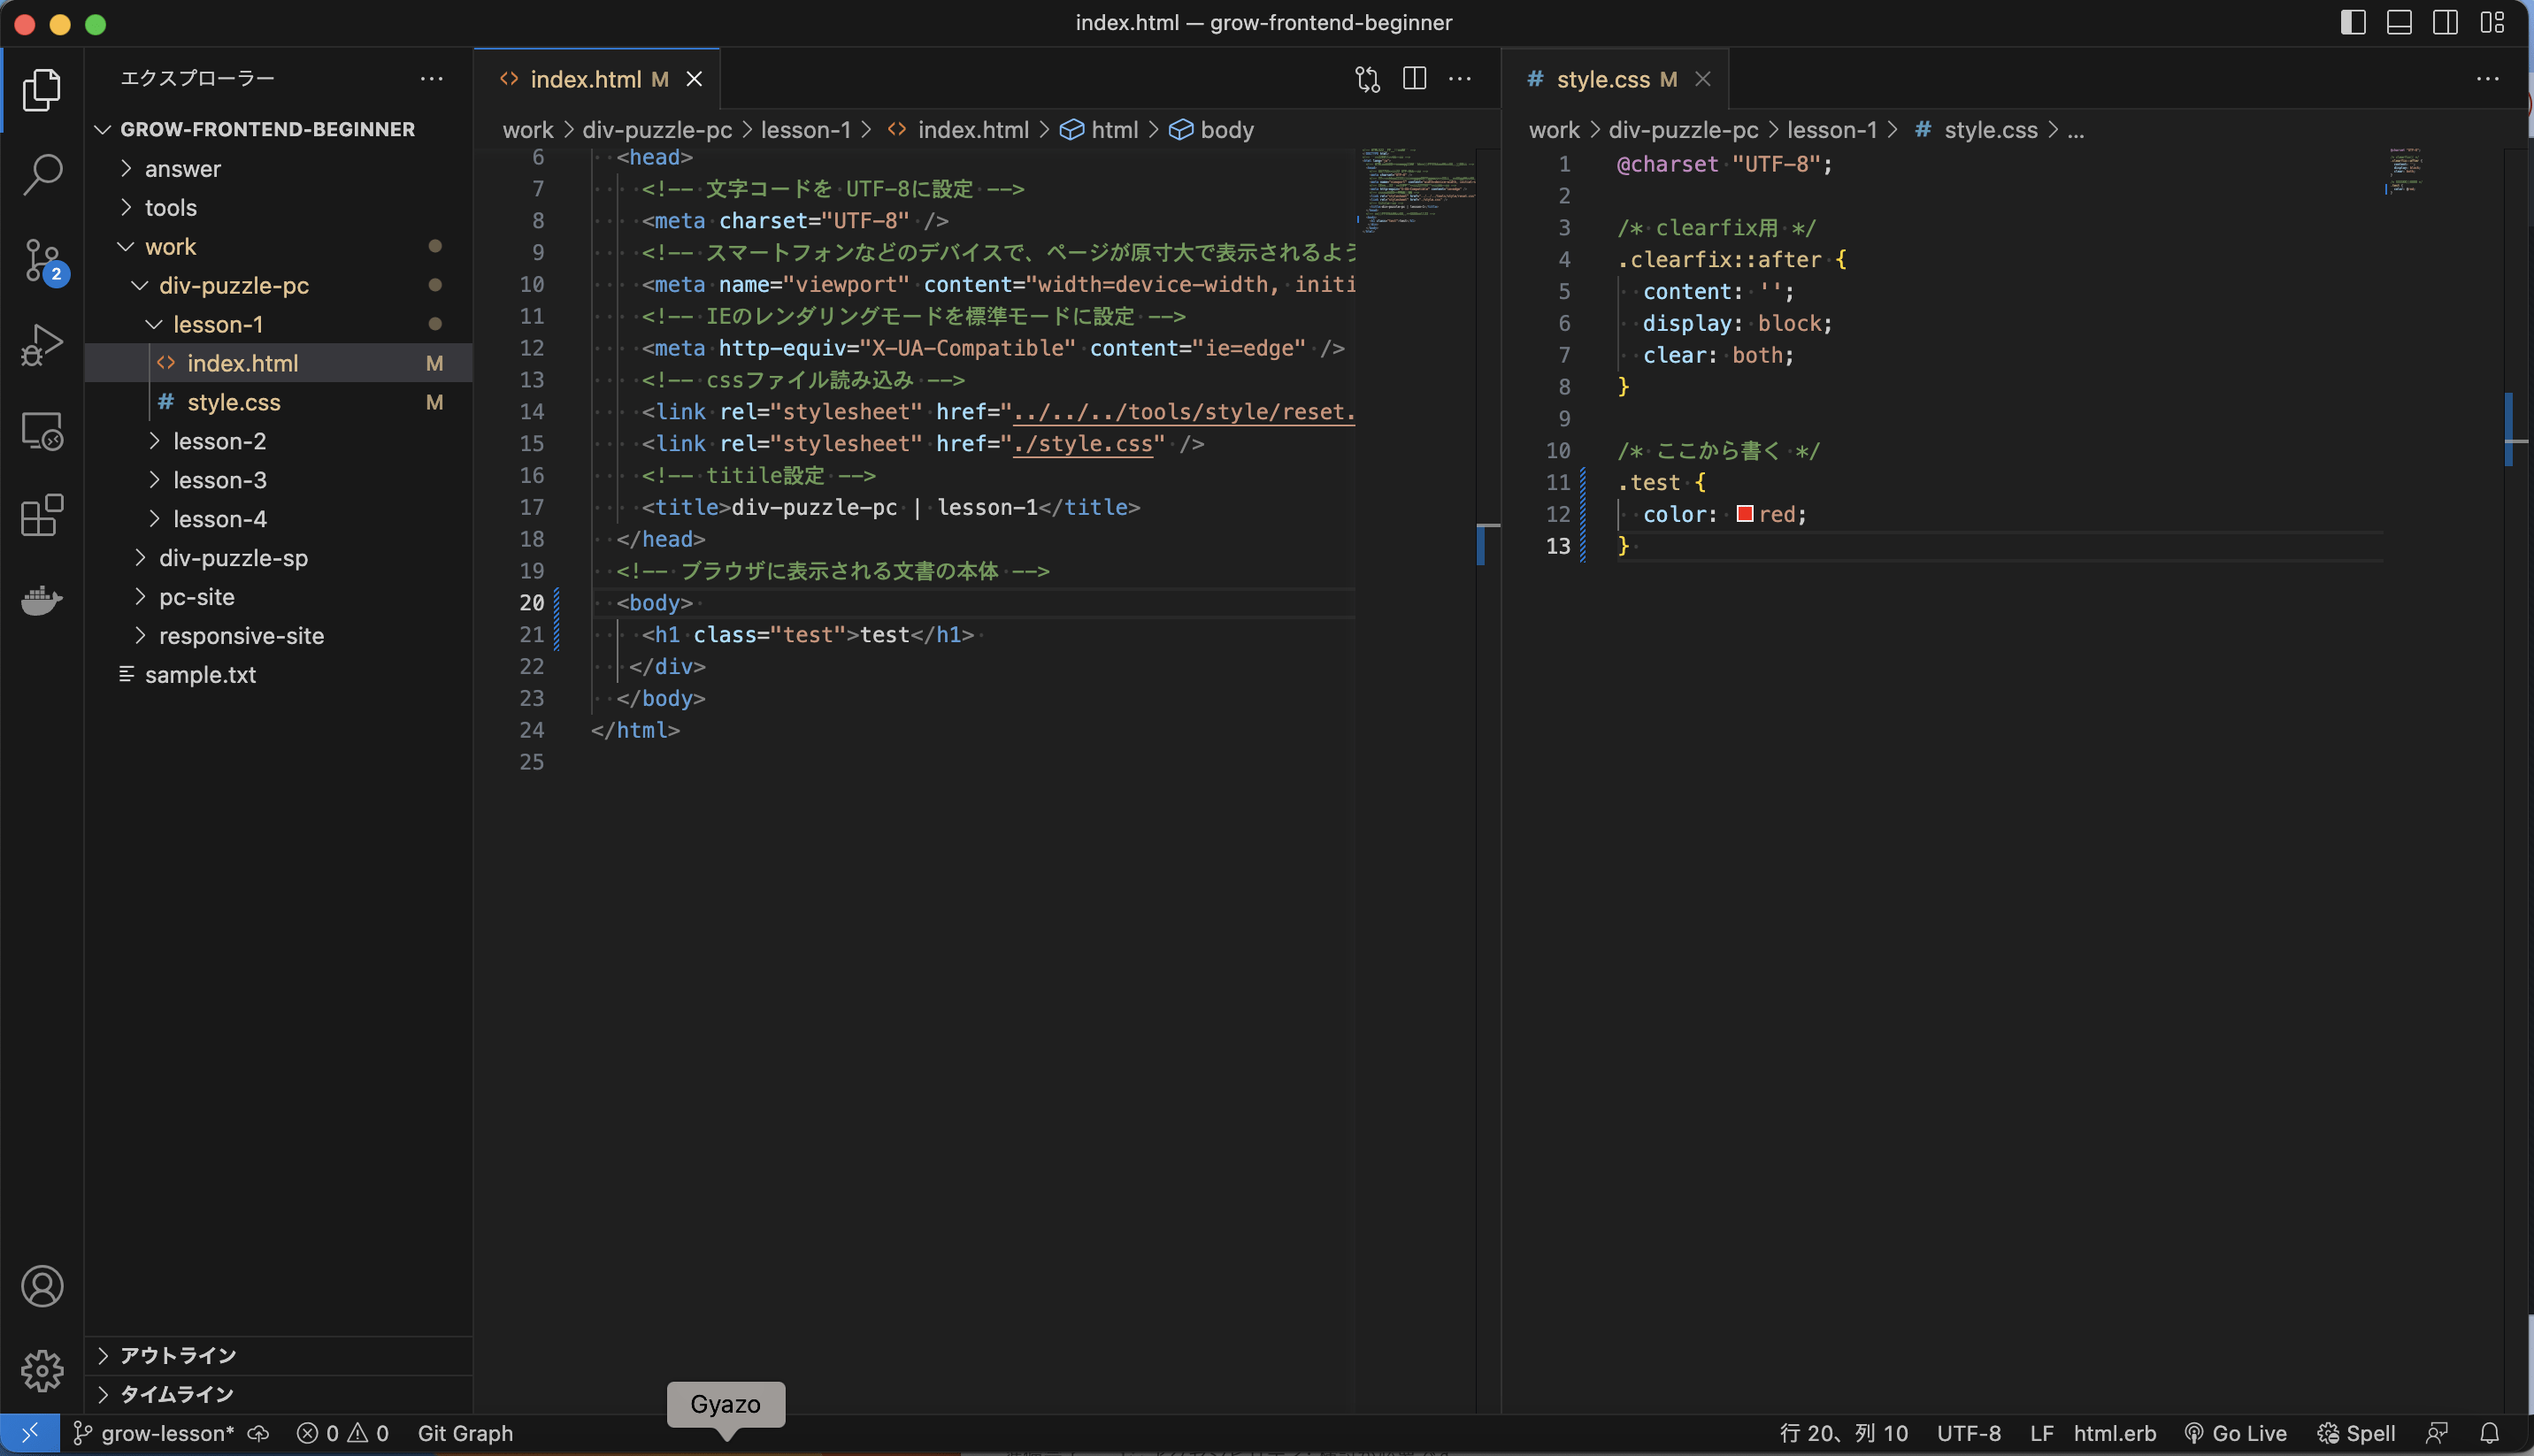 index.html — grow-frontend-beginner
エクスプローラー
GROW-FRONTEND-BEGINNER
answer
tools
work
div-puzzle-pc
lesson-1
index.html M
style.css M
lesson-2
lesson-3
lesson-4
div-puzzle-sp
pc-site
responsive-site
sample.txt
アウトライン
タイムライン
2
index.html M
work > div-puzzle-pc > lesson-1 > index.html > html > body
6 <head>
7 <!-- 文字コードを UTF-8に設定 -->
8 <meta charset="UTF-8" />
9 <!-- スマートフォンなどのデバイスで、ページが原寸大で表示されるよう
10 <meta name="viewport" content="width=device-width, initi
11 <!-- IEのレンダリングモードを標準モードに設定 -->
12 <meta http-equiv="X-UA-Compatible" content="ie=edge" />
13 <!-- cssファイル読み込み -->
14 <link rel="stylesheet" href="../../../tools/style/reset.
15 <link rel="stylesheet" href="./style.css" />
16 <!-- titile設定 -->
17 <title>div-puzzle-pc | lesson-1</title>
18 </head>
19 <!-- ブラウザに表示される文書の本体 -->
20 <body>
21 <h1 class="test">test</h1>
22 </div>
23 </body>
24 </html>
25
# style.css M
work > div-puzzle-pc > lesson-1 > # style.css > ...
1 @charset "UTF-8";
2
3 /* clearfix用 */
4 .clearfix::after {
5 content: '';
6 display: block;
7 clear: both;
8 }
9
10 /* ここから書く */
11 .test {
12 color: red;
13 }
Gyazo
grow-lesson* 0 0 Git Graph
行 20、列 10 UTF-8 LF html.erb Go Live Spell